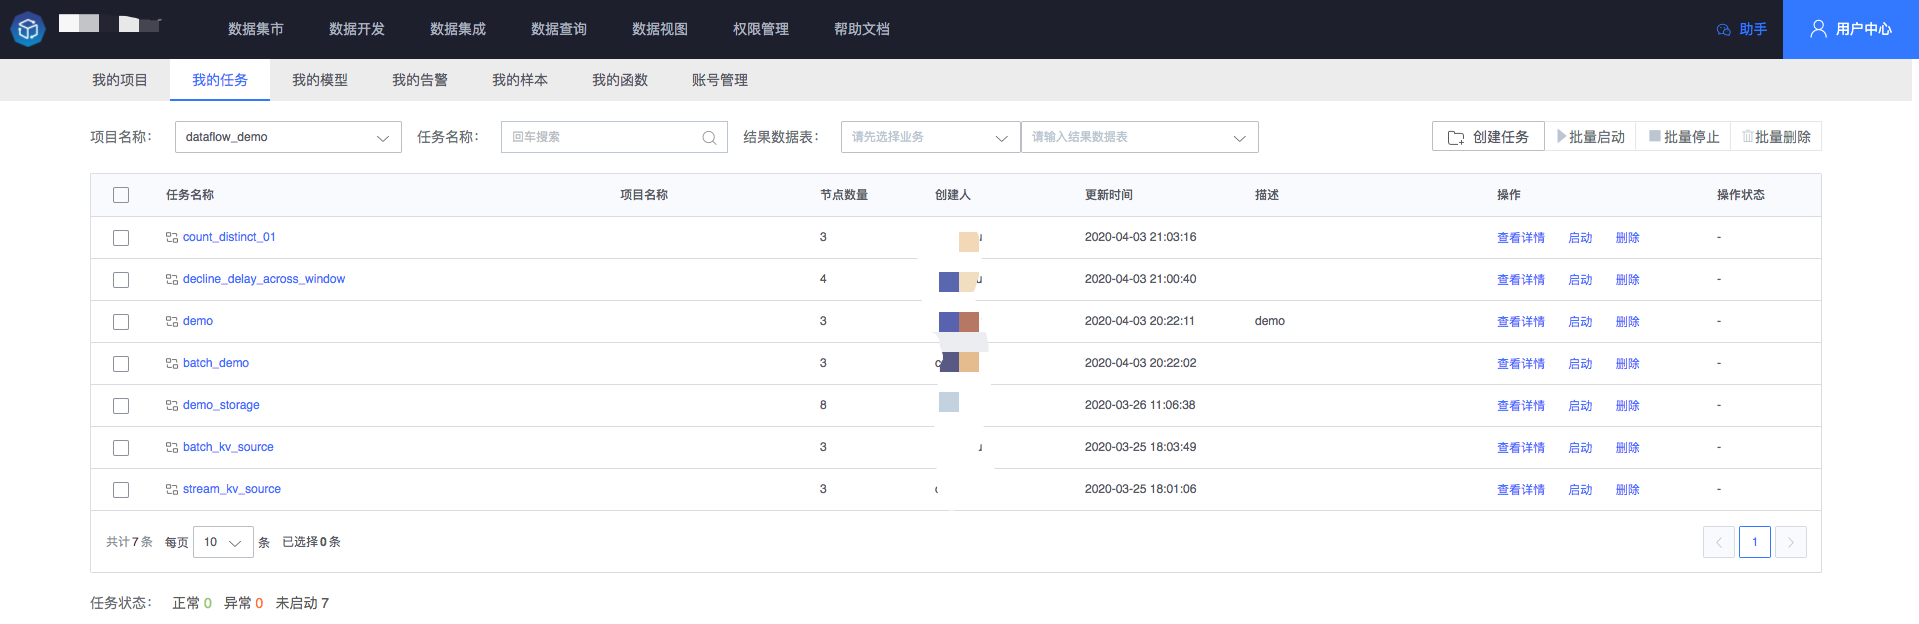 数据集市 数据开发 数据集成 数据查询 数据视图 权限管理 帮助文档 助手 用户中心
我的项目 我的任务 我的模型 我的告警 我的样本 我的函数 账号管理
项目名称： dataflow_demo 任务名称： 回车搜索 结果数据表： 请先选择业务 请输入结果数据表 创建任务 批量启动 批量停止 批量删除
任务名称 项目名称 节点数量 创建人 更新时间 描述 操作 操作状态
count_distinct_01 3 2020-04-03 21:03:16 查看详情 启动 删除 -
decline_delay_across_window 4 2020-04-03 21:00:40 查看详情 启动 删除 -
demo 3 2020-04-03 20:22:11 demo 查看详情 启动 删除 -
batch_demo 3 2020-04-03 20:22:02 查看详情 启动 删除 -
demo_storage 8 2020-03-26 11:06:38 查看详情 启动 删除 -
batch_kv_source 3 2020-03-25 18:03:49 查看详情 启动 删除 -
stream_kv_source 3 2020-03-25 18:01:06 查看详情 启动 删除 -
共计7条 每页 10 条 已选择0条 1
任务状态： 正常 0 异常 0 未启动 7